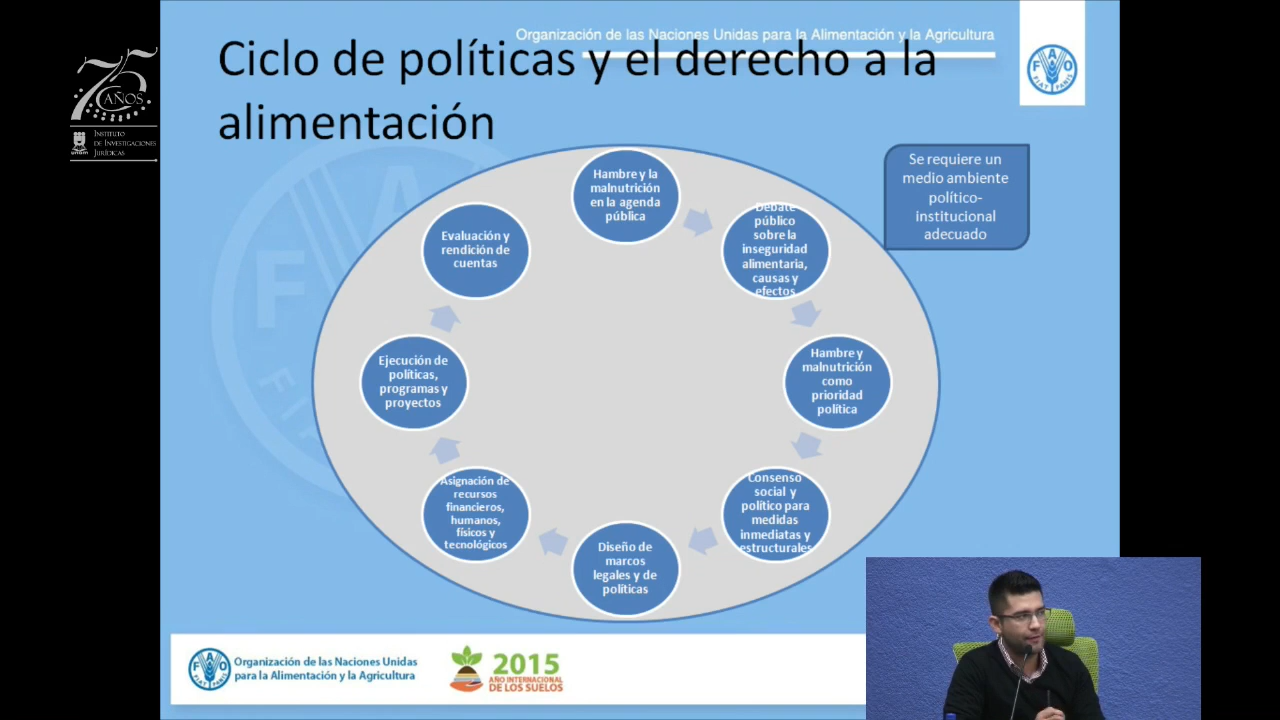 Organización de las Naciones Unidas para la Alimentación y la Agricultura
Ciclo de políticas y el derecho a la
alimentación
75
AÑOS
INSTITUTO
DE INVESTIGACIONES
JURÍDICAS
UNAM
FAO
FIAT PANIS
Se requiere un
medio ambiente
político-
institucional
adecuado
Hambre y la
malnutrición
en la agenda
pública
Debate
público
sobre la
inseguridad
alimentaria,
causas y
efectos
Hambre y
malnutrición
como
prioridad
política
Consenso
social y
político para
medidas
inmediatas y
estructurales
Diseño de
marcos
legales y de
políticas
Asignación de
recursos
financieros,
humanos,
físicos y
tecnológicos
Ejecución de
políticas,
programas y
proyectos
Evaluación y
rendición de
cuentas
FAO
FIAT PANIS
Organización de las Naciones Unidas
para la Alimentación y la Agricultura
2015
AÑO INTERNACIONAL
DE LOS SUELOS